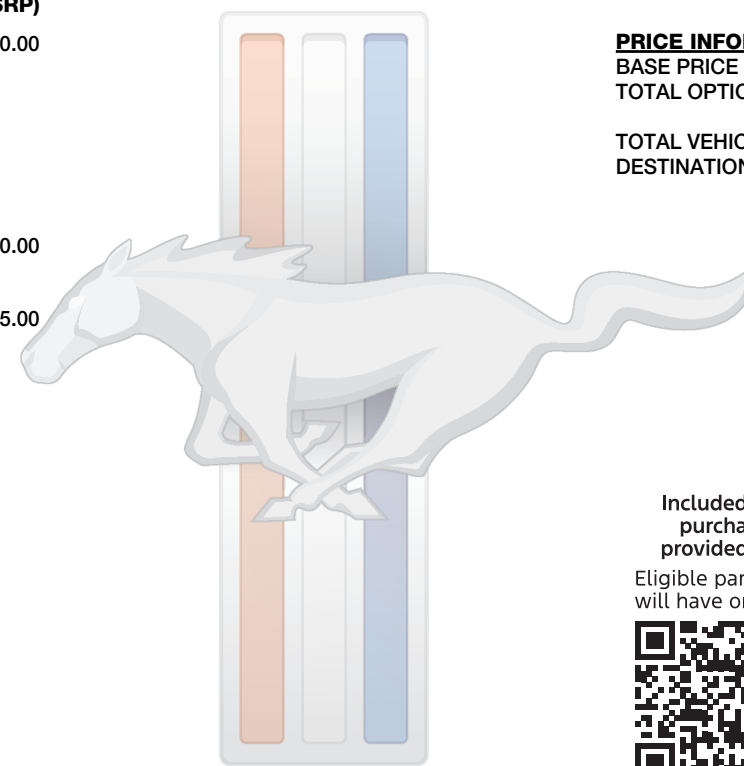 SRP)
0.00
0.00
5.00
PRICE INFO
BASE PRICE
TOTAL OPTIO
TOTAL VEHIC
DESTINATION
Included
purcha
provided
Eligible par
will have or